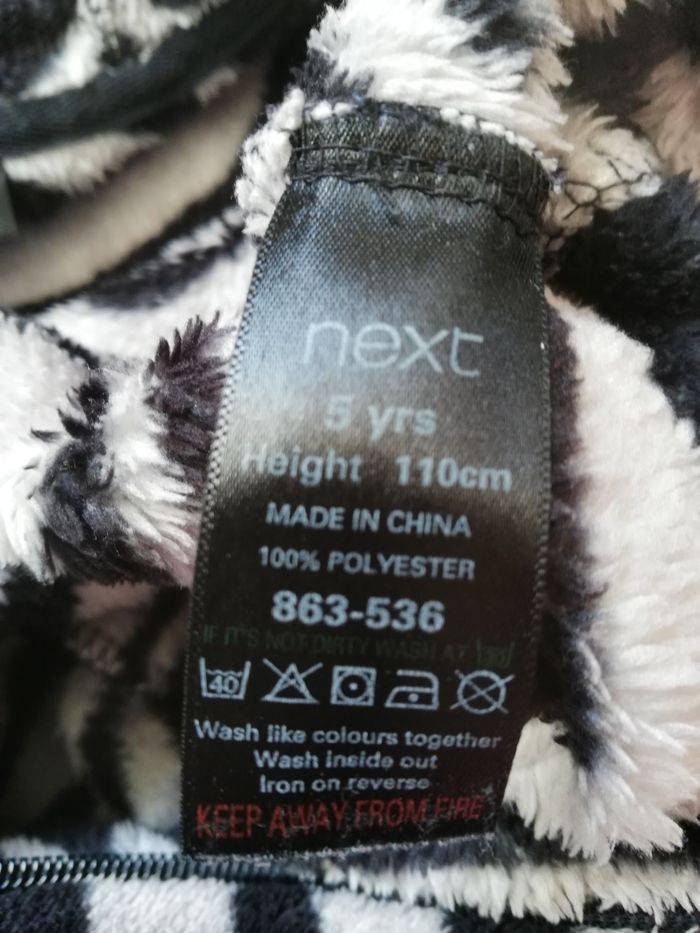 next
5 yrs
Height 110cm
MADE IN CHINA
100% POLYESTER
863-536
IF IT'S NOT DIRTY WASH AT 30
40
Wash like colours together
Wash inside out
Iron on reverse
KEEP AWAY FROM FIRE